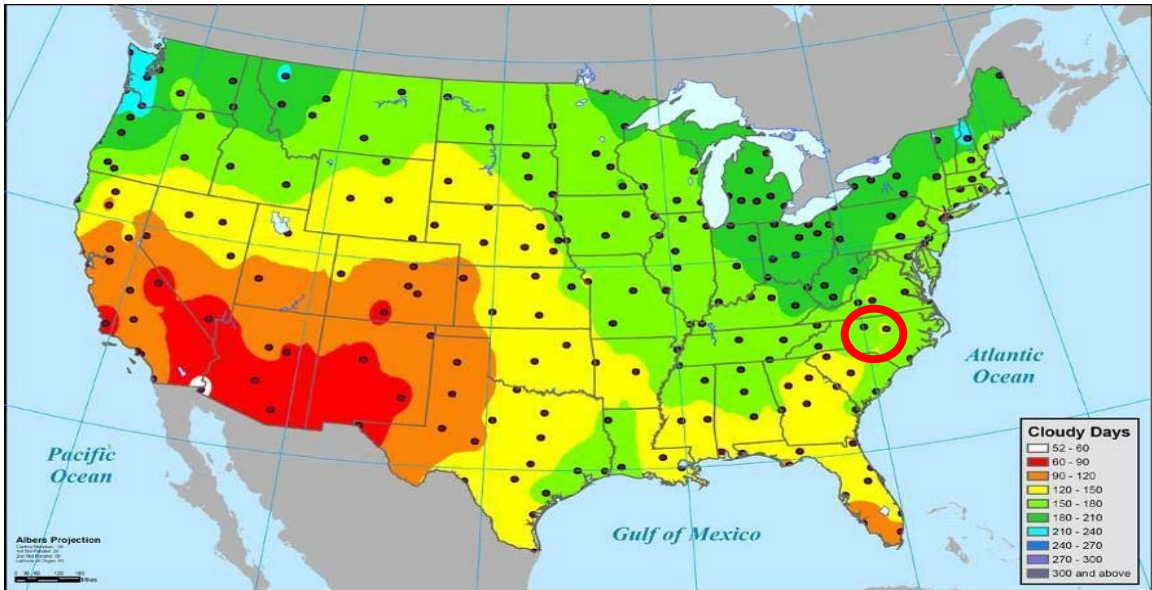 Pacific
Ocean
Atlantic
Ocean
Gulf of Mexico
Cloudy Days
52 - 60
60 - 90
90 - 120
120 - 150
150 - 180
180 - 210
210 - 240
240 - 270
270 - 300
300 and above
Albers Projection
Miles